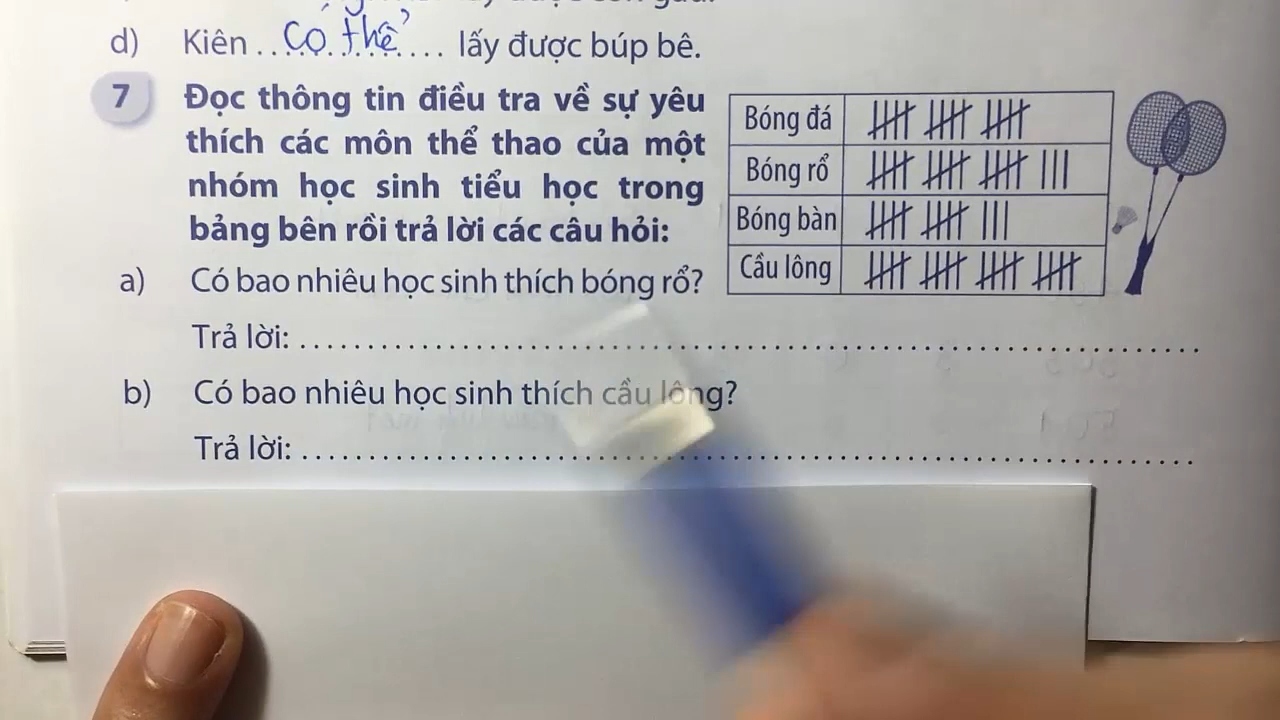 d) Kiên ....có thể.... lấy được búp bê.
7 Đọc thông tin điều tra về sự yêu
thích các môn thể thao của một
nhóm học sinh tiểu học trong
bảng bên rồi trả lời các câu hỏi:
Bóng đá
Bóng rổ
Bóng bàn
Cầu lông
a) Có bao nhiêu học sinh thích bóng rổ?
Trả lời:
b) Có bao nhiêu học sinh thích cầu lông?
Trả lời: